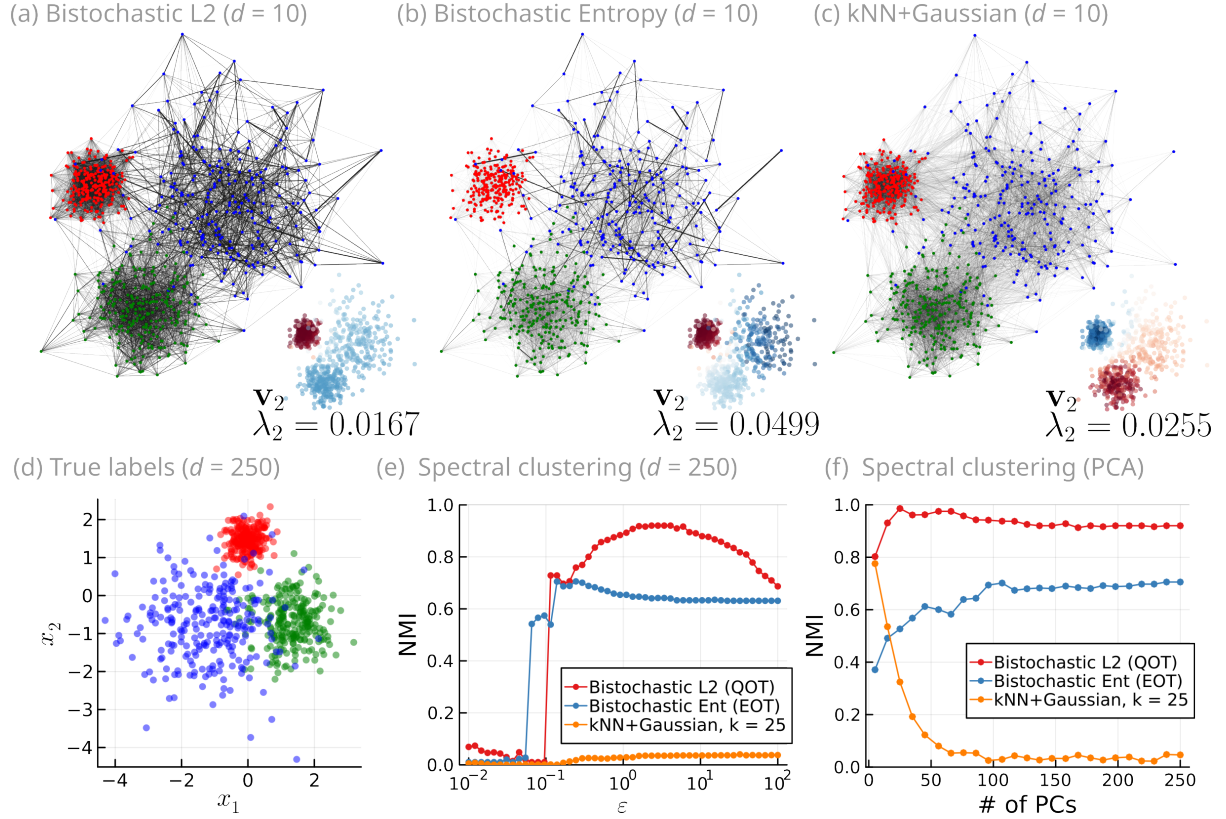 (a) Bistochastic L2 (d = 10)
(b) Bistochastic Entropy (d = 10)
(c) kNN+Gaussian (d = 10)
v₂
λ₂ = 0.0167
v₂
λ₂ = 0.0499
v₂
λ₂ = 0.0255
(d) True labels (d = 250)
2
1
0
−1
−2
−3
−4
x₂
−4
−2
0
2
x₁
(e) Spectral clustering (d = 250)
1.0
0.8
0.6
0.4
0.2
0.0
NMI
Bistochastic L2 (QOT)
Bistochastic Ent (EOT)
kNN+Gaussian, k = 25
10⁻²
10⁻¹
10⁰
10¹
10²
ε
(f) Spectral clustering (PCA)
1.0
0.8
0.6
0.4
0.2
0.0
NMI
Bistochastic L2 (QOT)
Bistochastic Ent (EOT)
kNN+Gaussian, k = 25
0
50
100
150
200
250
# of PCs